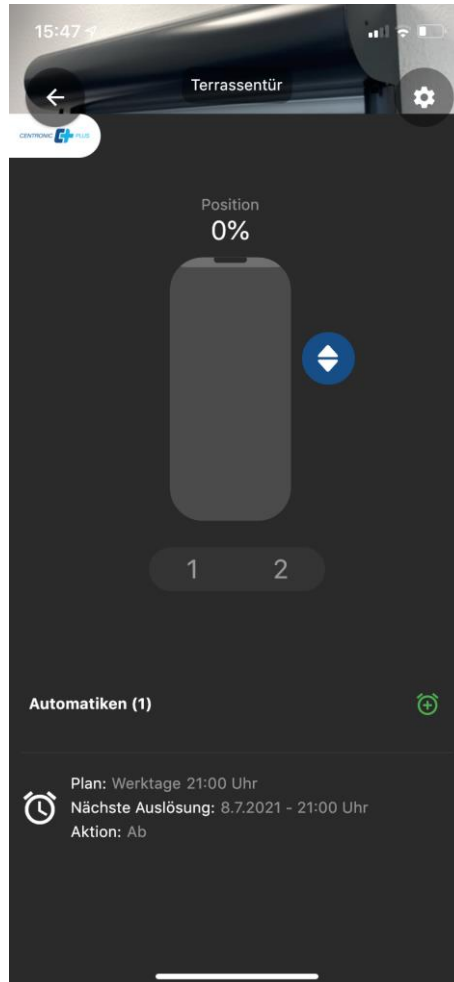 15:47
Terrassentür
CENTRONIC PLUS
Position
0%
1 2
Automatiken (1)
Plan: Werktage 21:00 Uhr
Nächste Auslösung: 8.7.2021 - 21:00 Uhr
Aktion: Ab